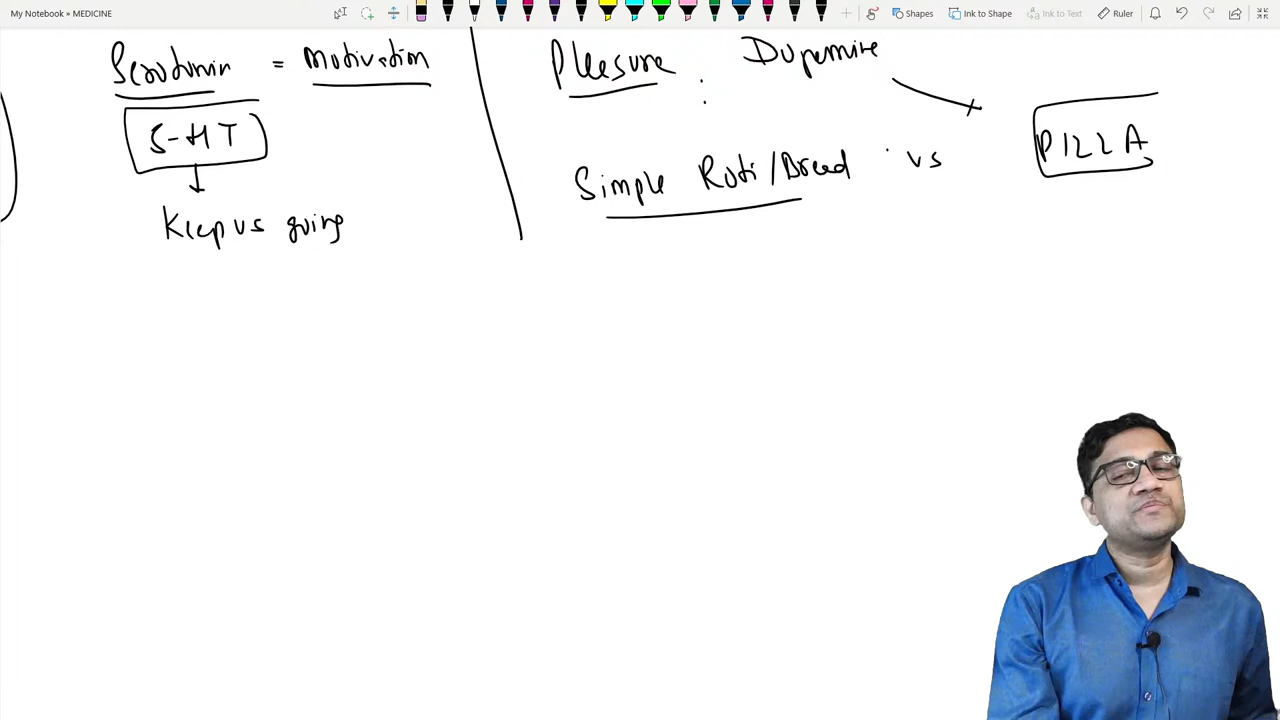 My Notebook » MEDICINE
Shapes
Ink to Shape
Ink to Text
Ruler
Serotonin = Motivation
5-HT
Keep us going
Pleasure : Dopamine
Simple Roti/Bread vs PIZZA